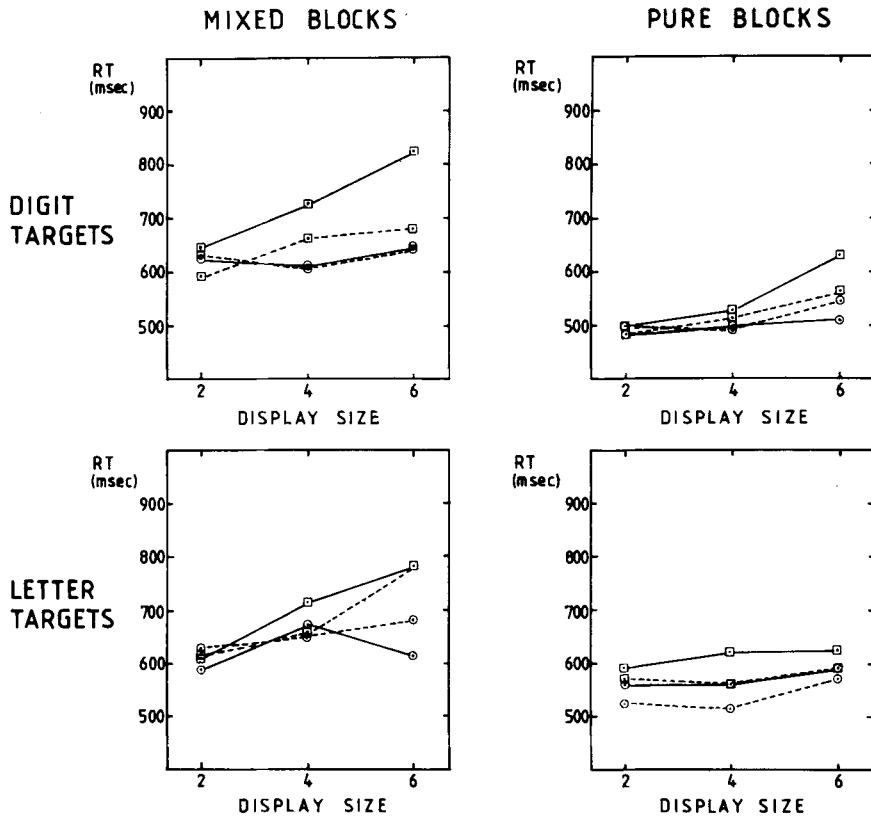 MIXED BLOCKS
PURE BLOCKS
DIGIT
TARGETS
RT
(msec)
900
800
700
600
500
2
4
6
DISPLAY SIZE
RT
(msec)
900
800
700
600
500
2
4
6
DISPLAY SIZE
LETTER
TARGETS
RT
(msec)
900
800
700
600
500
2
4
6
DISPLAY SIZE
RT
(msec)
900
800
700
600
500
2
4
6
DISPLAY SIZE